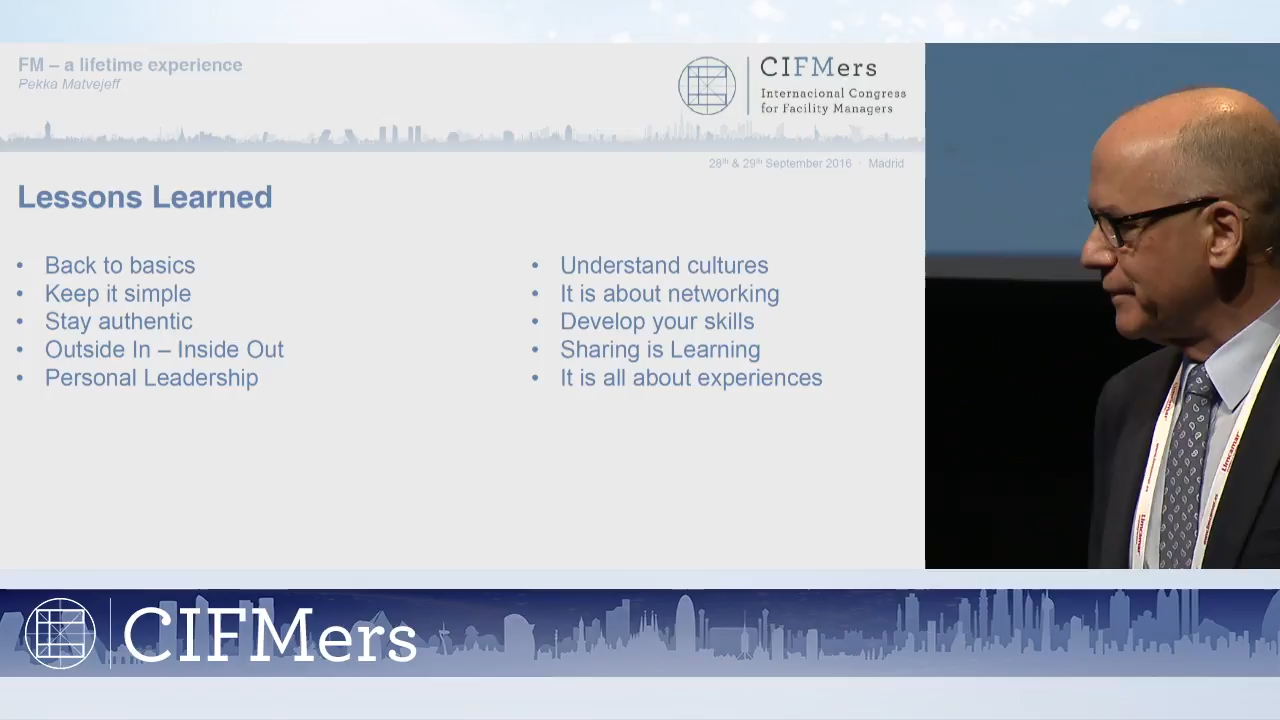 FM – a lifetime experience
Pekka Matvejeff
CIFMers
Internacional Congress
for Facility Managers
28th & 29th September 2016 · Madrid
Lessons Learned
• Back to basics
• Keep it simple
• Stay authentic
• Outside In – Inside Out
• Personal Leadership
• Understand cultures
• It is about networking
• Develop your skills
• Sharing is Learning
• It is all about experiences
Limcamar
Limcamar
CIFMers